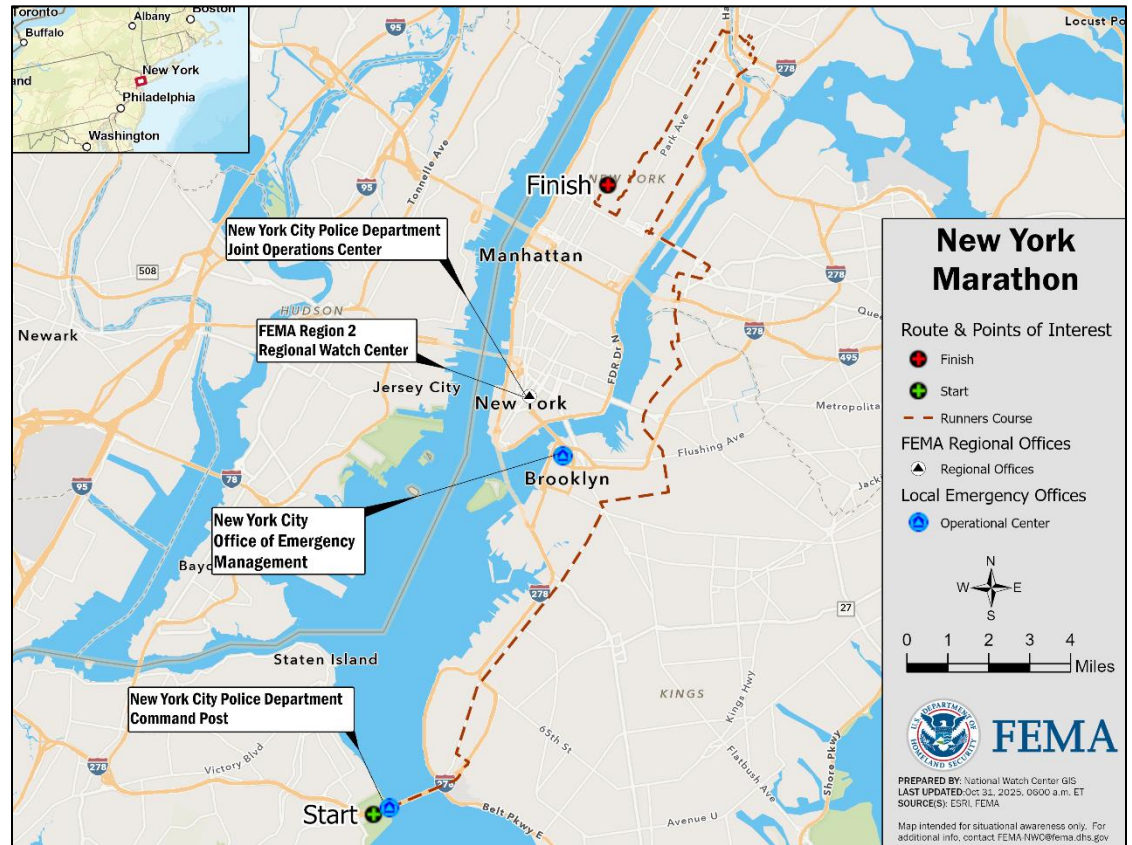 Toronto
Buffalo
Albany
Boston
New York
Philadelphia
Washington
95
278
Locust Po
278
Park Ave
95
Tonnelle Ave
Finish
NEW YORK
95
New York City Police Department
Joint Operations Center
Manhattan
508
278
HUDSON
FEMA Region 2
Regional Watch Center
Newark
278
495
FDR Dr N
Jersey City
New York
Metropolita
Flushing Ave
78
95
Brooklyn
New York City
Office of Emergency
Management
278
27
Staten Island
New York City Police Department
Command Post
KINGS
65th St
Kings Hwy
Flatbush Ave
Shore Pkwy
278
Victory Blvd
Start
Belt Pkwy E
Avenue U
New York
Marathon
Route & Points of Interest
Finish
Start
Runners Course
FEMA Regional Offices
Regional Offices
Local Emergency Offices
Operational Center
N
W E
S
0 1 2 3 4
Miles
U.S. DEPARTMENT OF
HOMELAND SECURITY
FEMA
PREPARED BY: National Watch Center GIS
LAST UPDATED:Oct 31, 2025, 0600 a.m. ET
SOURCE(S): ESRI, FEMA
Map intended for situational awareness only. For
additional info, contact FEMA-NWC@fema.dhs.gov